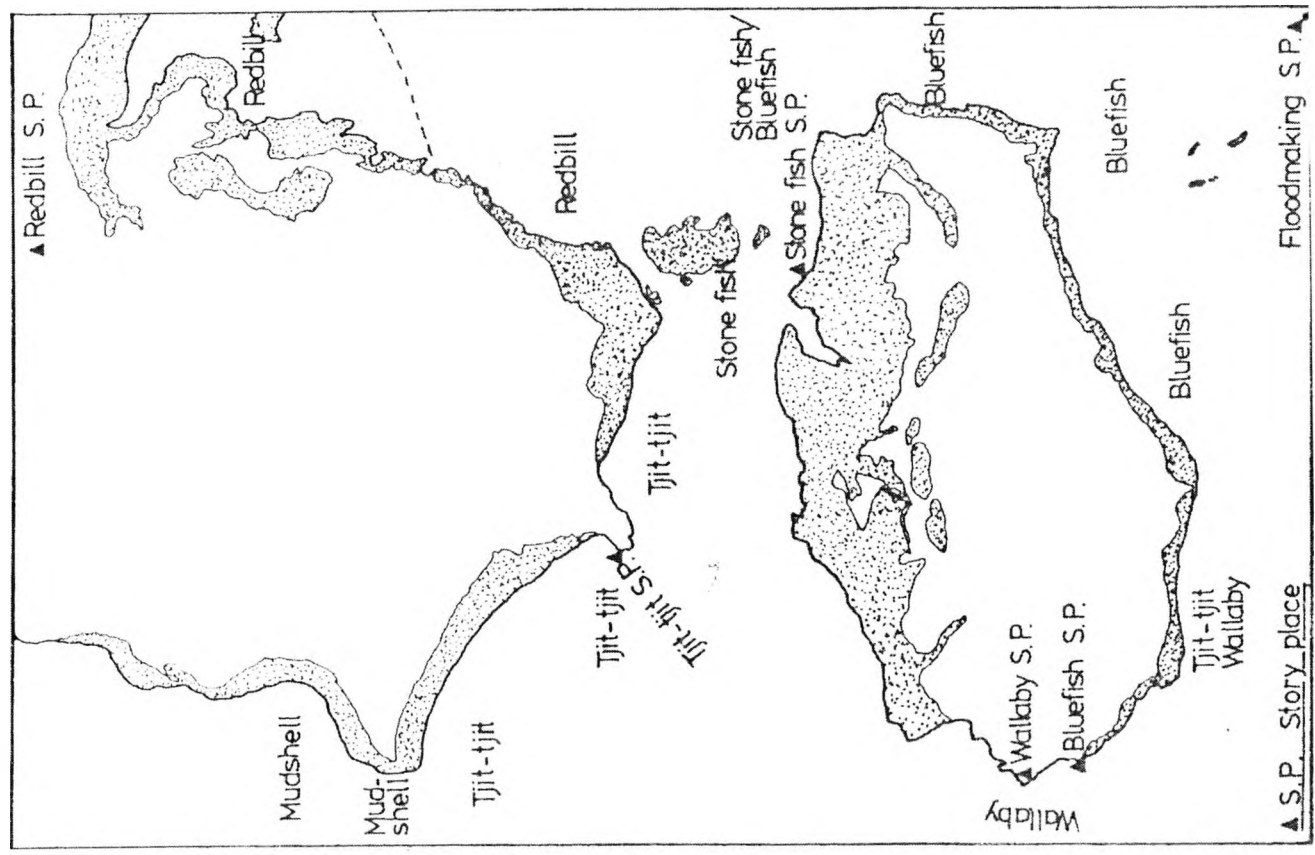 ▲ Redbill S.P.
Redbill
Redbill
Mudshell
Mud-
shell
Tjit-tjit
Tjit-tjit
Tjit-tjit S.P.
Tjit-tjit
Stone fish
Stone fish/
Bluefish
▲ Stone fish S.P.
Bluefish
Bluefish
Bluefish
Wallaby
▲ Wallaby S.P.
▲ Bluefish S.P.
Tjit-tjit
Wallaby
Floodmaking S.P. ▲
▲ S.P. Story place